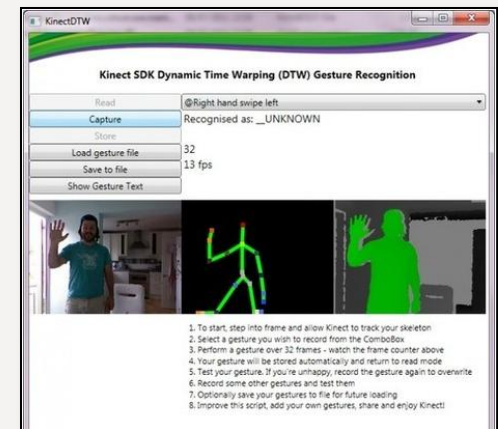 KinectDTW
Kinect SDK Dynamic Time Warping (DTW) Gesture Recognition
Read
@Right hand swipe left
Capture
Recognised as: __UNKNOWN
Store
Load gesture file
32
Save to file
13 fps
Show Gesture Text
1. To start, step into frame and allow Kinect to track your skeleton
2. Select a gesture you wish to record from the ComboBox
3. Perform a gesture over 32 frames - watch the frame counter above
4. Your gesture will be stored automatically and return to read mode
5. Test your gesture. If you're unhappy, record the gesture again to overwrite
6. Record some other gestures and test them
7. Optionally save your gestures to file for future loading
8. Improve this script, add your own gestures, share and enjoy Kinect!